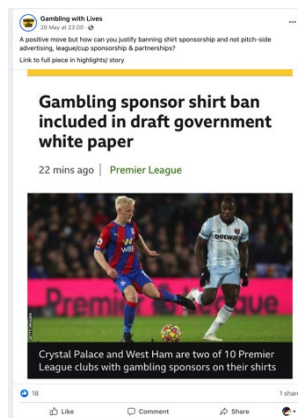 Gambling with Lives
20 May at 23:00 ·
A positive move but how can you justify banning shirt sponsorship and not pitch-side
advertising, league/cup sponsorship & partnerships?
Link to full piece in highlights/ story
Gambling sponsor shirt ban
included in draft government
white paper
22 mins ago | Premier League
W88
betway
Premier League
Crystal Palace and West Ham are two of 10 Premier
League clubs with gambling sponsors on their shirts
18
1 share
Like
Comment
Share